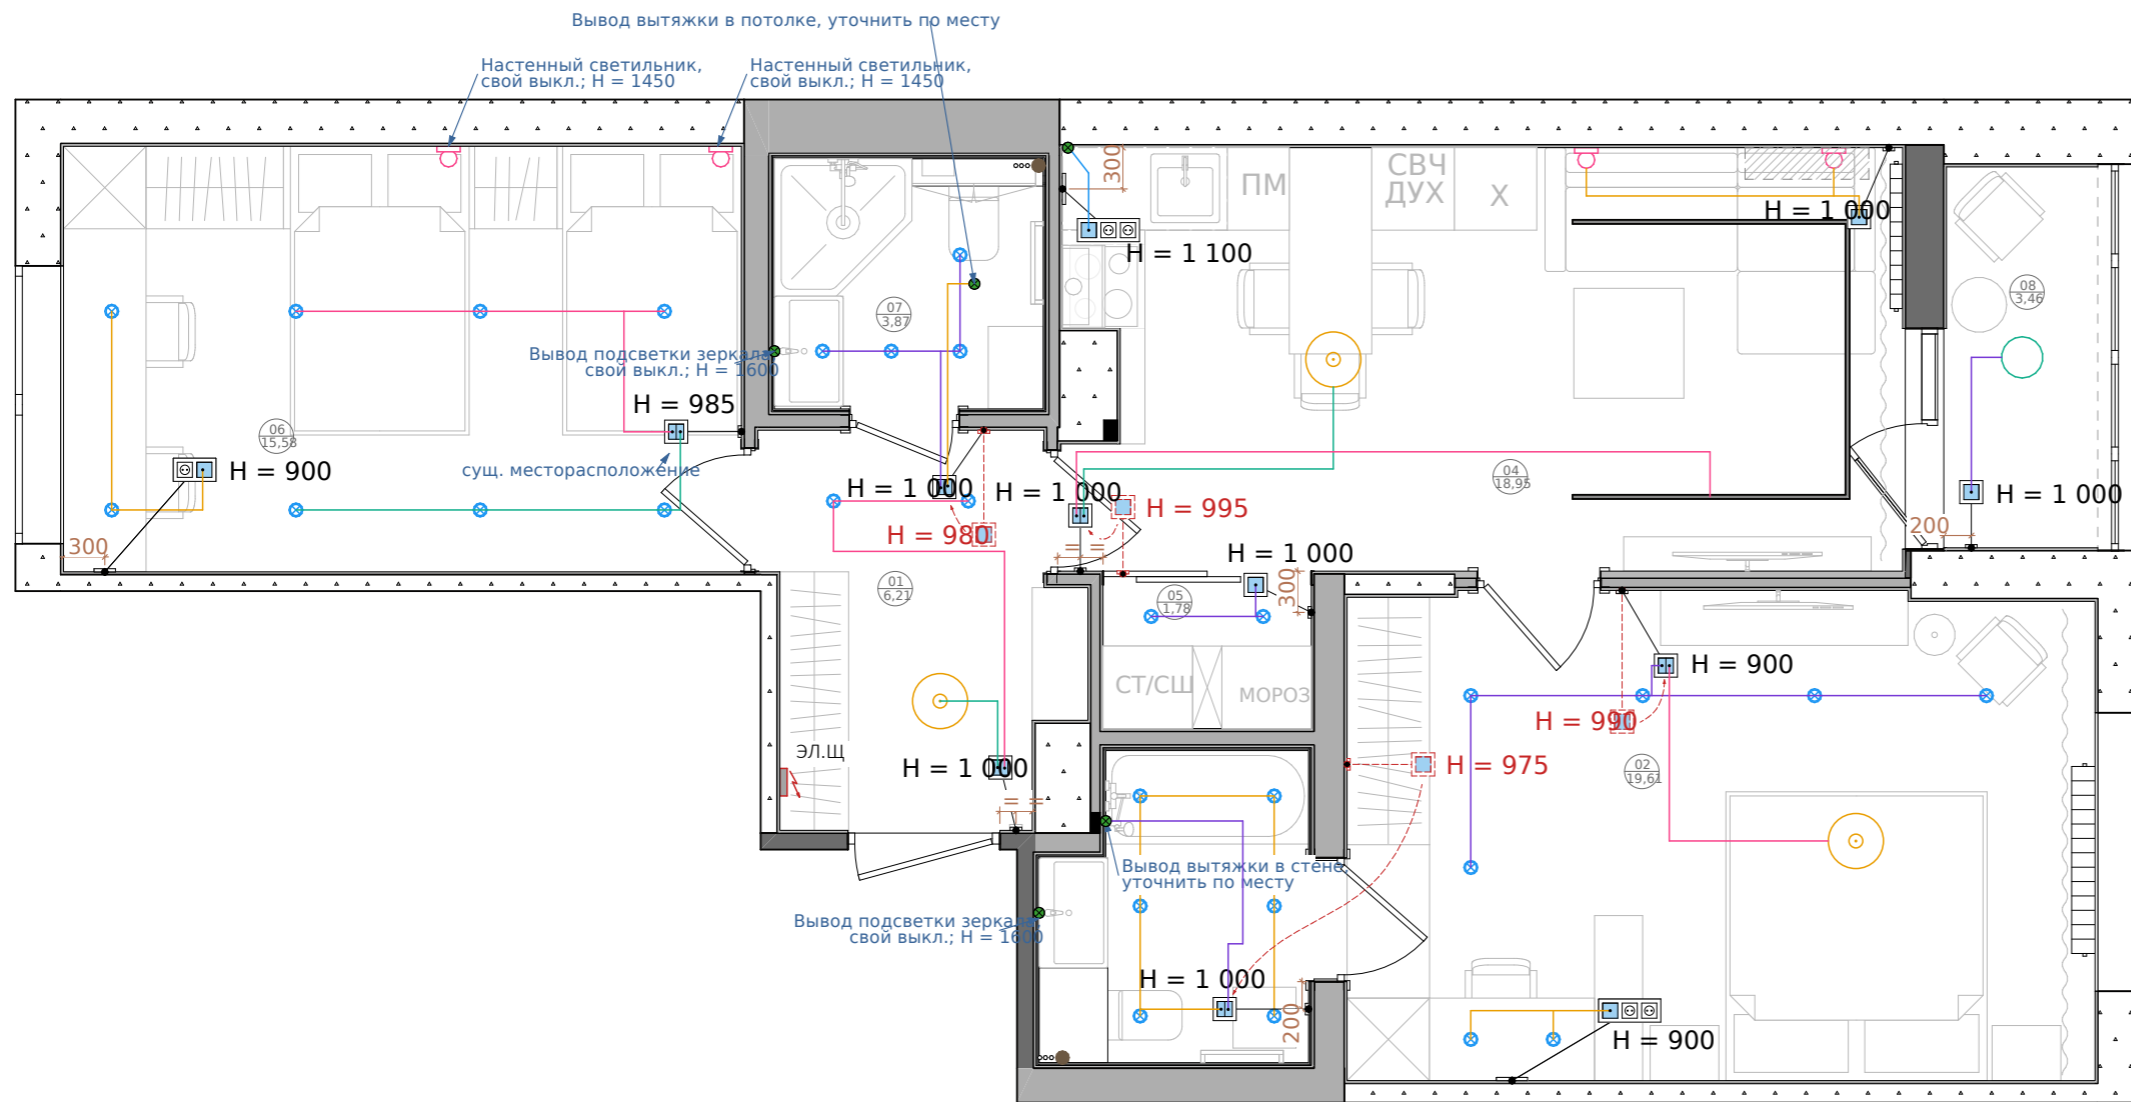 Вывод вытяжки в потолке, уточнить по месту
Настенный светильник,
свой выкл.; H = 1450
Настенный светильник,
свой выкл.; H = 1450
300
ПМ
СВЧ
ДУХ
X
H = 1 000
H = 1 100
07
3,87
08
3,46
Вывод подсветки зеркала,
свой выкл.; H = 1600
H = 985
06
15,58
сущ. месторасположение
H = 900
300
H = 1 000
H = 980
H = 1 000
H = 995
04
18,95
H = 1 000
200
= =
H = 1 000
300
01
6,21
05
1,78
СТ/СШ
МОРОЗ
H = 900
H = 990
ЭЛ.Щ
H = 1 000
= =
H = 975
02
19,61
Вывод вытяжки в стене,
уточнить по месту
Вывод подсветки зеркала,
свой выкл.; H = 1600
H = 1 000
200
H = 900